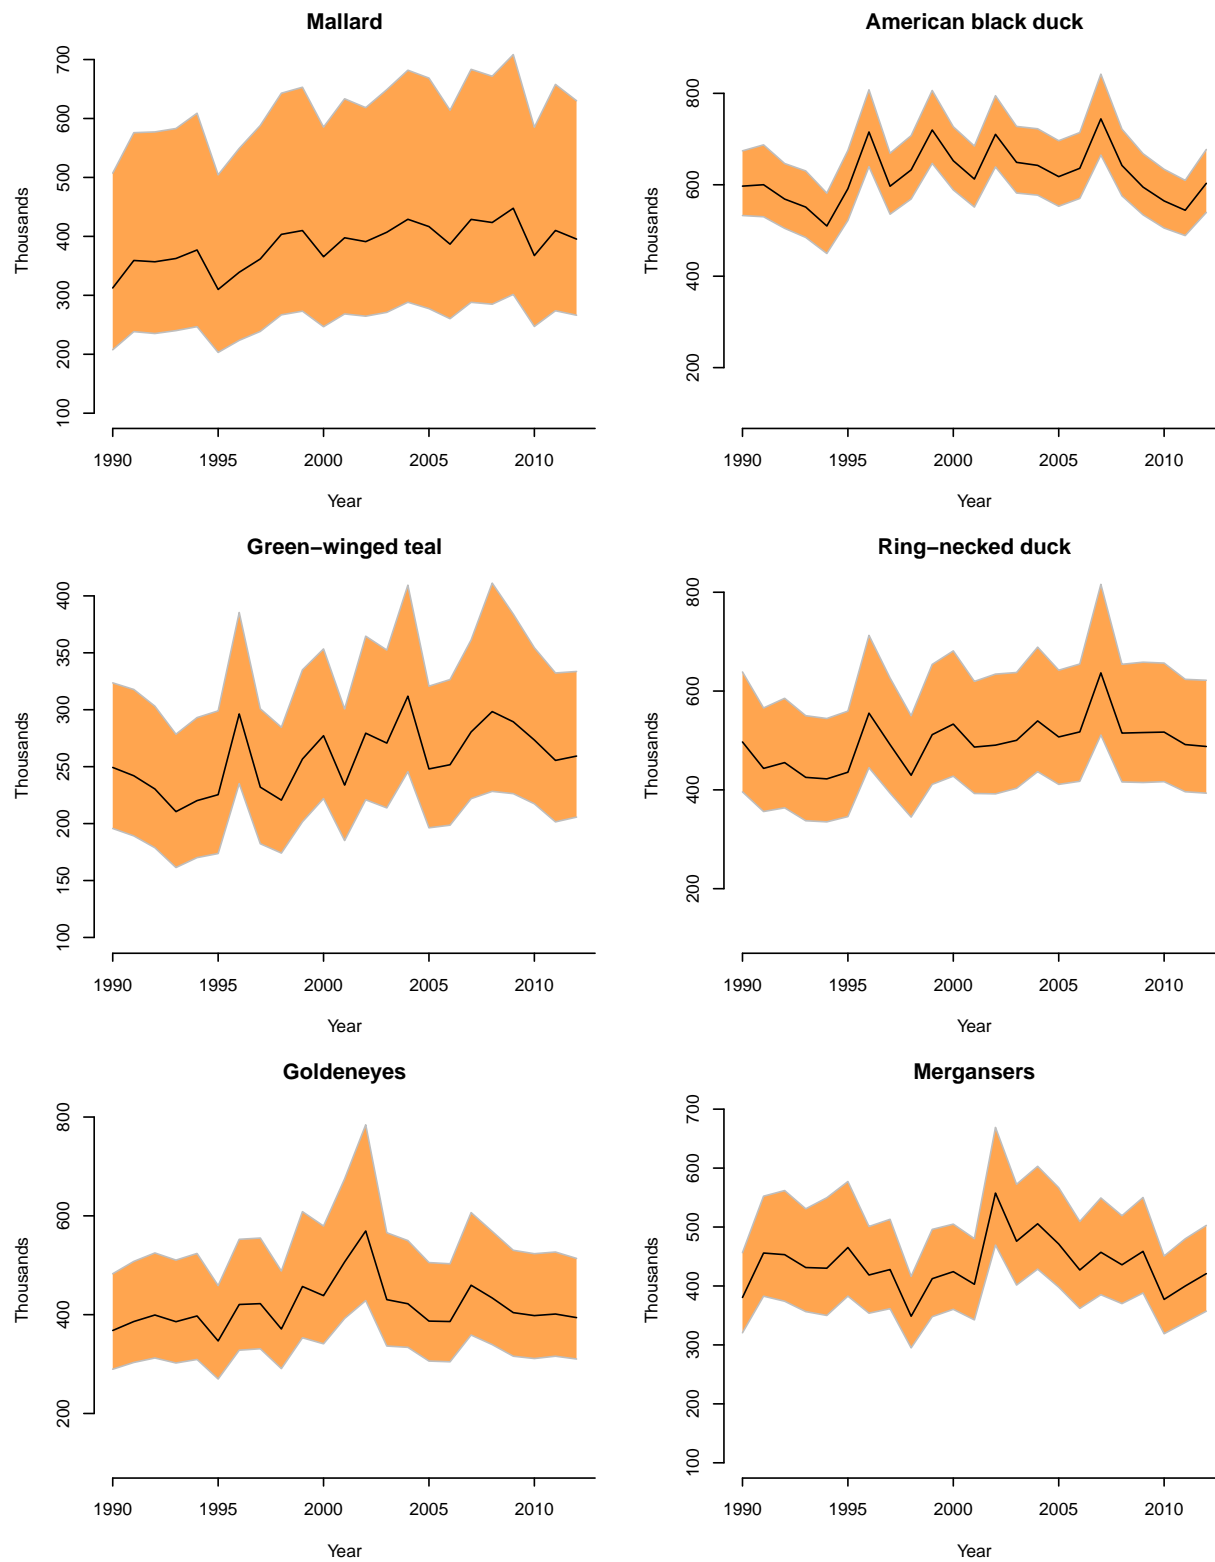 Mallard
Thousands
100 200 300 400 500 600 700
1990 1995 2000 2005 2010
Year
American black duck
Thousands
200 400 600 800
1990 1995 2000 2005 2010
Year
Green−winged teal
Thousands
100 150 200 250 300 350 400
1990 1995 2000 2005 2010
Year
Ring−necked duck
Thousands
200 400 600 800
1990 1995 2000 2005 2010
Year
Goldeneyes
Thousands
200 400 600 800
1990 1995 2000 2005 2010
Year
Mergansers
Thousands
100 200 300 400 500 600 700
1990 1995 2000 2005 2010
Year